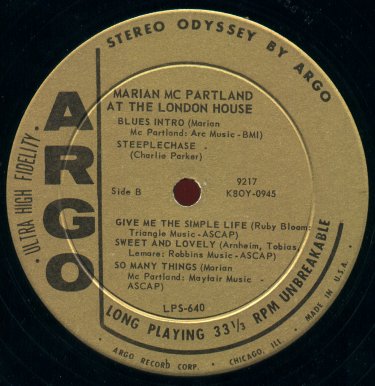 STEREO ODYSSEY BY ARGO
ARGO
· ULTRA HIGH FIDELITY ·
MARIAN MC PARTLAND
AT THE LONDON HOUSE
BLUES INTRO (Marian
Mc Partland: Arc Music - BMI)
STEEPLECHASE -
(Charlie Parker)
Side B
9217
K8OY-0945
GIVE ME THE SIMPLE LIFE (Ruby Bloom:
Triangle Music - ASCAP)
SWEET AND LOVELY (Arnheim, Tobias,
Lemare: Robbins Music - ASCAP)
SO MANY THINGS (Marian
Mc Partland: Mayfair Music -
ASCAP)
LPS-640
LONG PLAYING 33 1/3 RPM UNBREAKABLE
ARGO RECORD CORP. · CHICAGO, ILL. · MADE IN U.S.A. ·